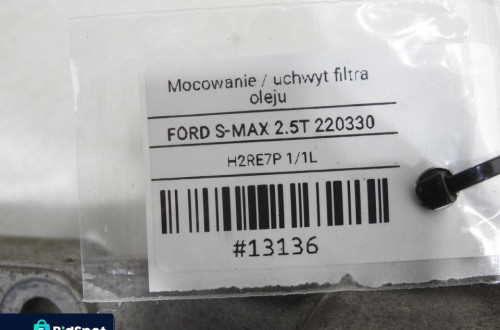 Mocowanie / uchwyt filtra
oleju
FORD S-MAX 2.5T 220330
H2RE7P 1/1L
#13136